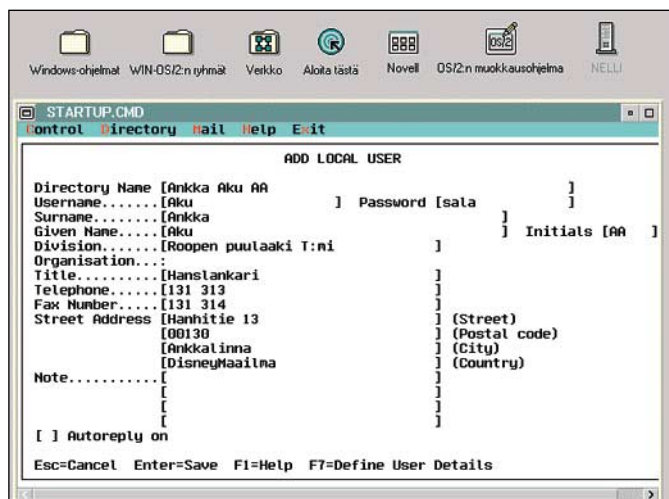 Windows-ohjelmat WIN-OS/2:n ryhmät Verkko Aloita tästä Novell OS/2:n muokkausohjelma NELLI
OS/2
STARTUP.CMD
Control Directory Mail Help Exit
ADD LOCAL USER
Directory Name [Ankka Aku AA ]
Username.......[Aku ] Password [sala ]
Surname........[Ankka ]
Given Name.....[Aku ] Initials [AA ]
Division.......[Roopen puulaaki T:mi ]
Organisation...:
Title..........[Hanslankari ]
Telephone......[131 313 ]
Fax Number.....[131 314 ]
Street Address [Hanhitie 13 ] (Street)
[00130 ] (Postal code)
[Ankkalinna ] (City)
[DisneyMaailma ] (Country)
Note...........[ ]
[ ]
[ ]
[ ] Autoreply on
Esc=Cancel Enter=Save F1=Help F7=Define User Details